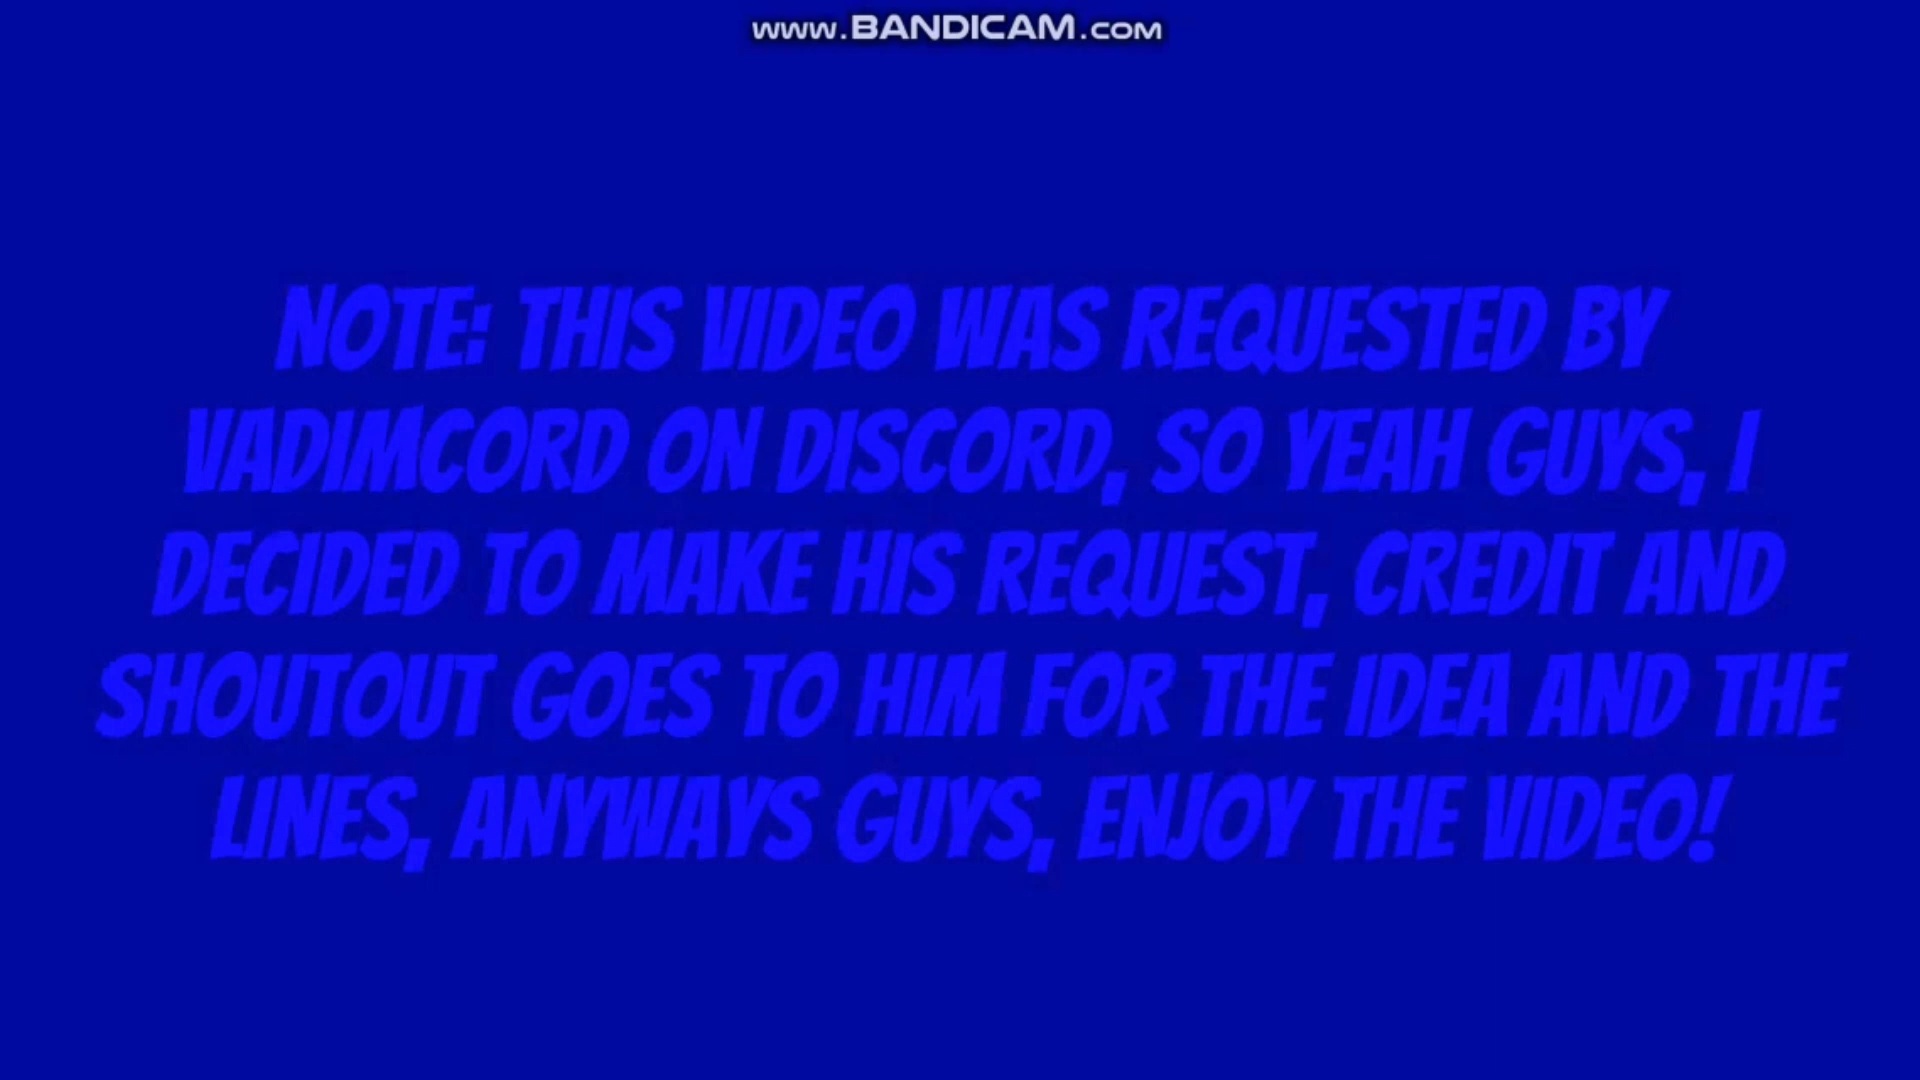 www.BANDICAM.com
NOTE: THIS VIDEO WAS REQUESTED BY
VADIMCORD ON DISCORD, SO YEAH GUYS, I
DECIDED TO MAKE HIS REQUEST, CREDIT AND
SHOUTOUT GOES TO HIM FOR THE IDEA AND THE
LINES, ANYWAYS GUYS, ENJOY THE VIDEO!